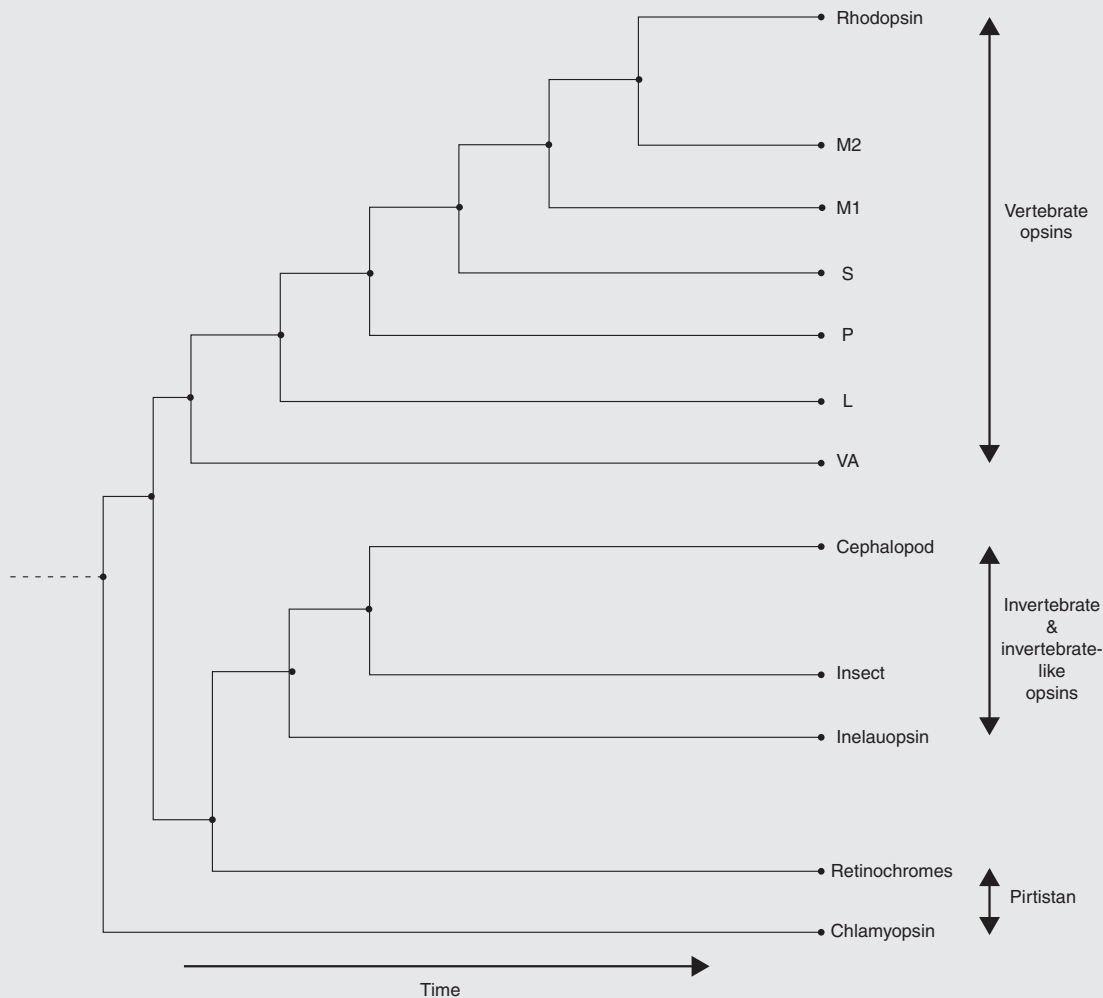 Rhodopsin
M2
M1
Vertebrate
opsins
S
P
L
VA
Cephalopod
Invertebrate
&
invertebrate-
like
opsins
Insect
Inelauopsin
Retinochromes
Pirtistan
Chlamyopsin
Time